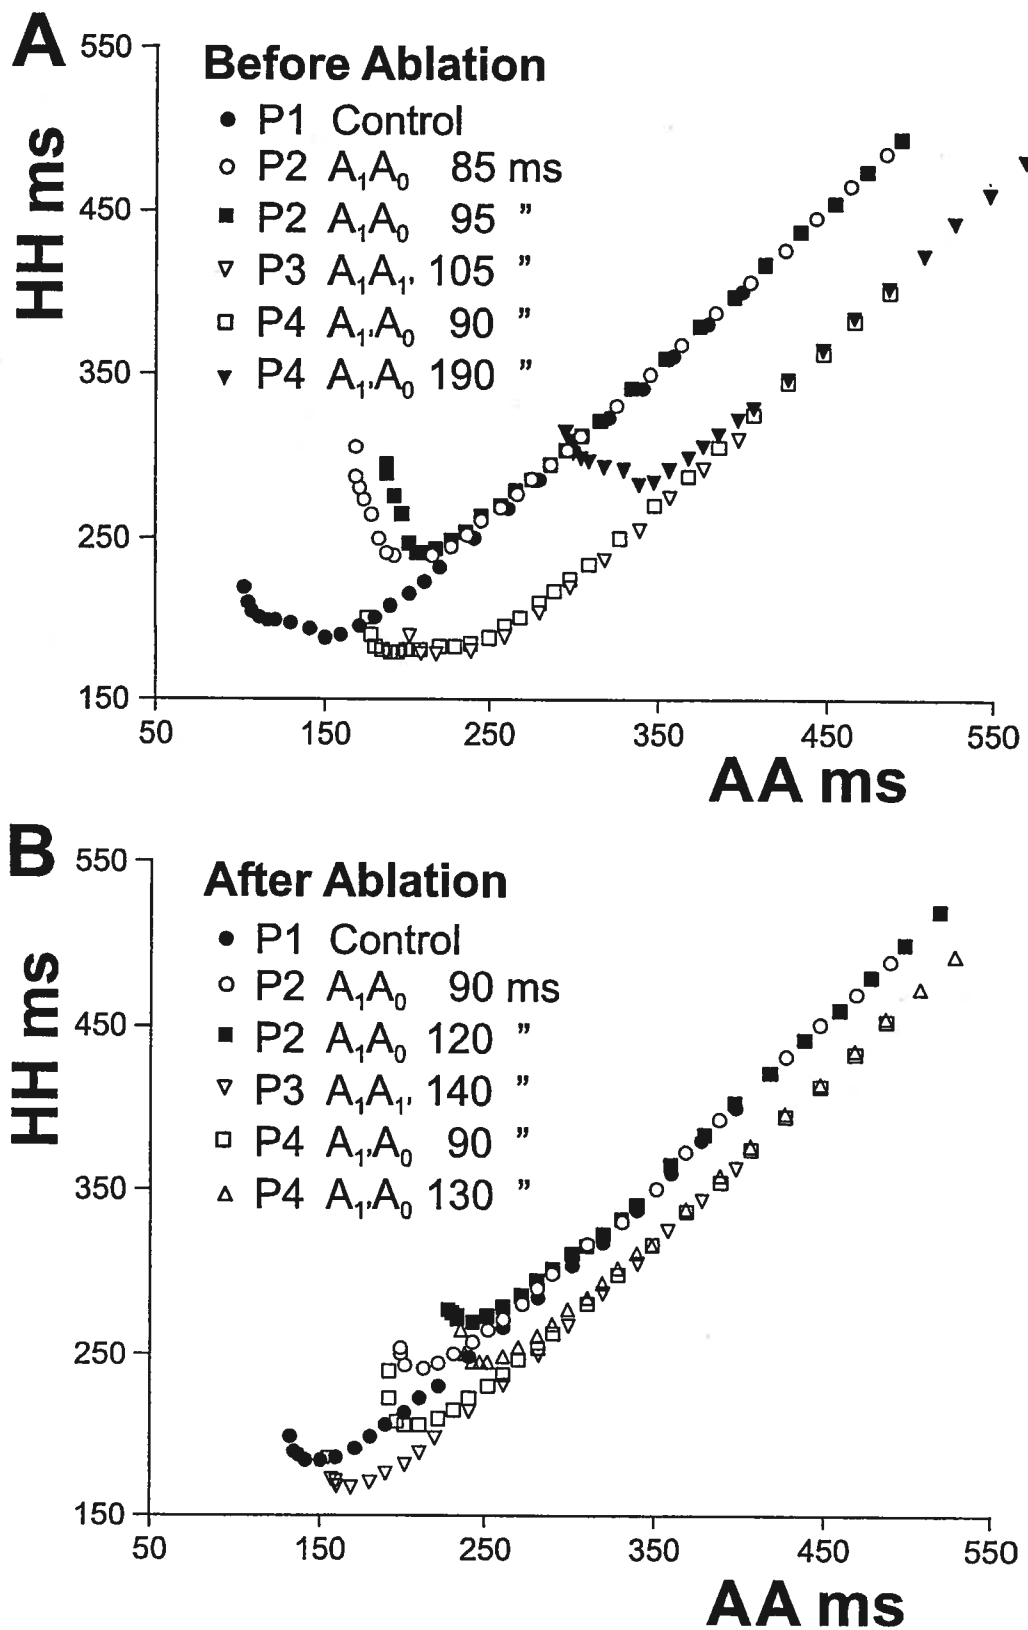 A
550
Before Ablation
P1 Control
P2 A₁A₀ 85 ms
P2 A₁A₀ 95 ”
P3 A₁A₁' 105 ”
P4 A₁'A₀ 90 ”
P4 A₁'A₀ 190 ”
HH ms
450
350
250
150
50 150 250 350 450 550
AA ms
B
550
After Ablation
P1 Control
P2 A₁A₀ 90 ms
P2 A₁A₀ 120 ”
P3 A₁A₁' 140 ”
P4 A₁'A₀ 90 ”
P4 A₁'A₀ 130 ”
HH ms
450
350
250
150
50 150 250 350 450 550
AA ms